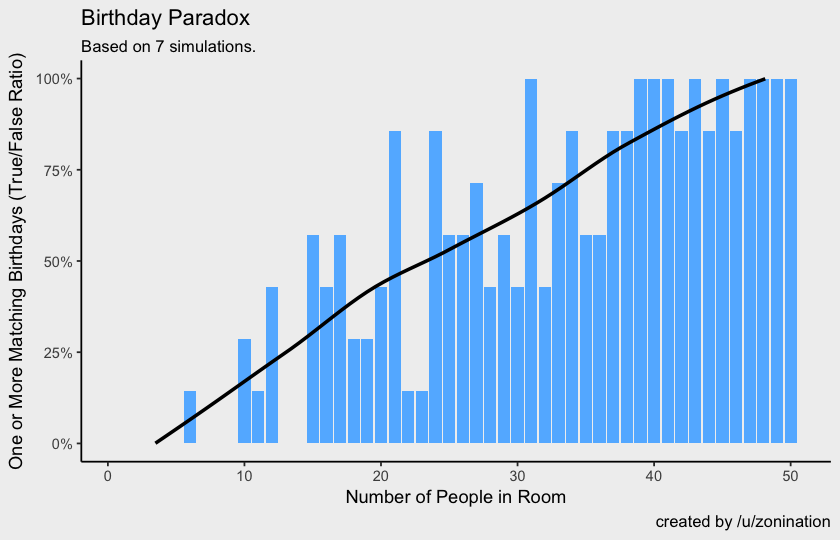 Birthday Paradox
Based on 7 simulations.
One or More Matching Birthdays (True/False Ratio)
100%
75%
50%
25%
0%
0 10 20 30 40 50
Number of People in Room
created by /u/zonination